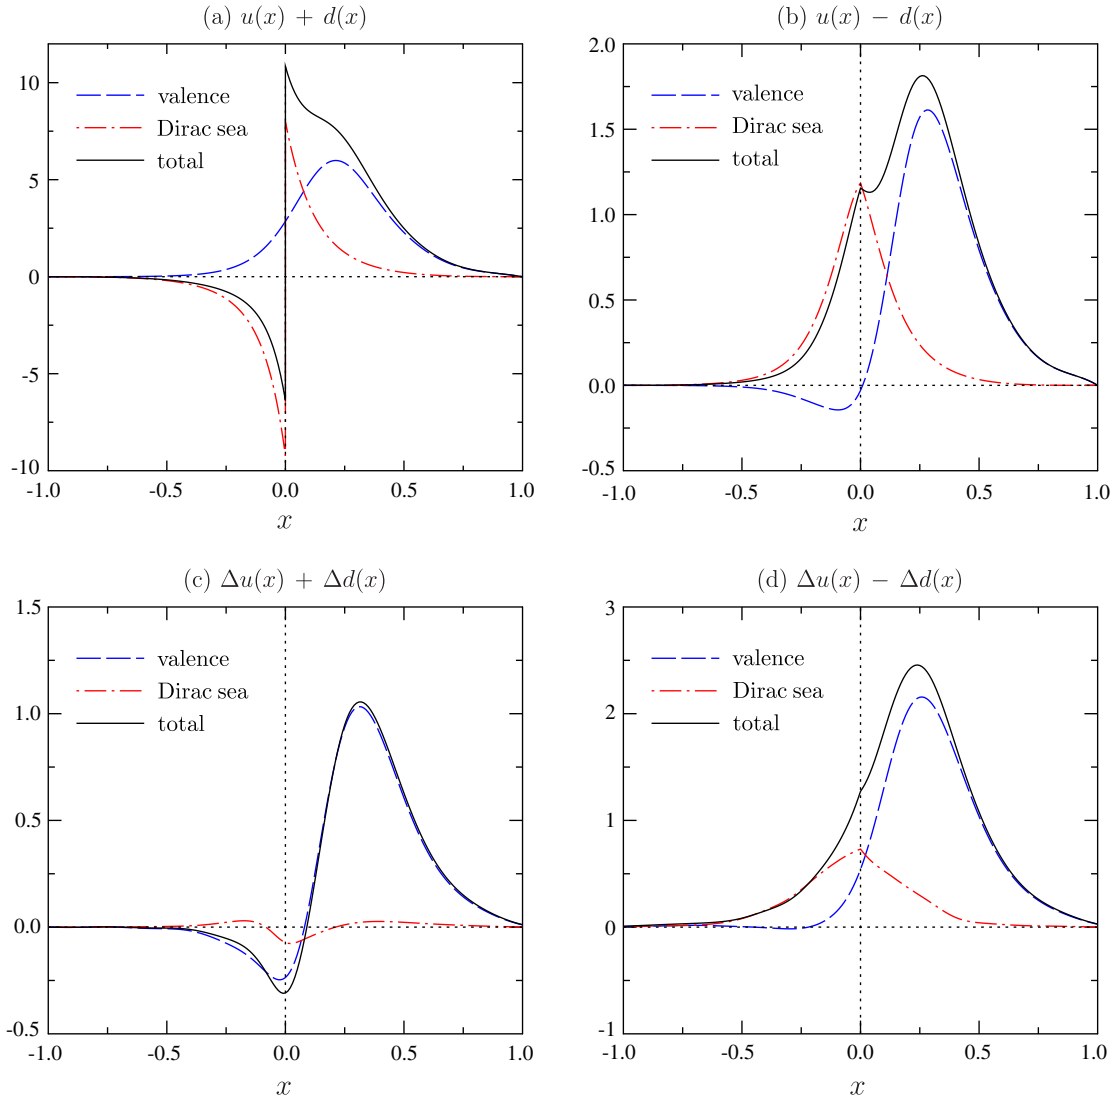 (a) u(x) + d(x)
10
5
0
-5
-10
valence
Dirac sea
total
-1.0 -0.5 0.0 0.5 1.0
x
(b) u(x) − d(x)
2.0
1.5
1.0
0.5
0.0
-0.5
valence
Dirac sea
total
-1.0 -0.5 0.0 0.5 1.0
x
(c) Δu(x) + Δd(x)
1.5
1.0
0.5
0.0
-0.5
valence
Dirac sea
total
-1.0 -0.5 0.0 0.5 1.0
x
(d) Δu(x) − Δd(x)
3
2
1
0
-1
valence
Dirac sea
total
-1.0 -0.5 0.0 0.5 1.0
x